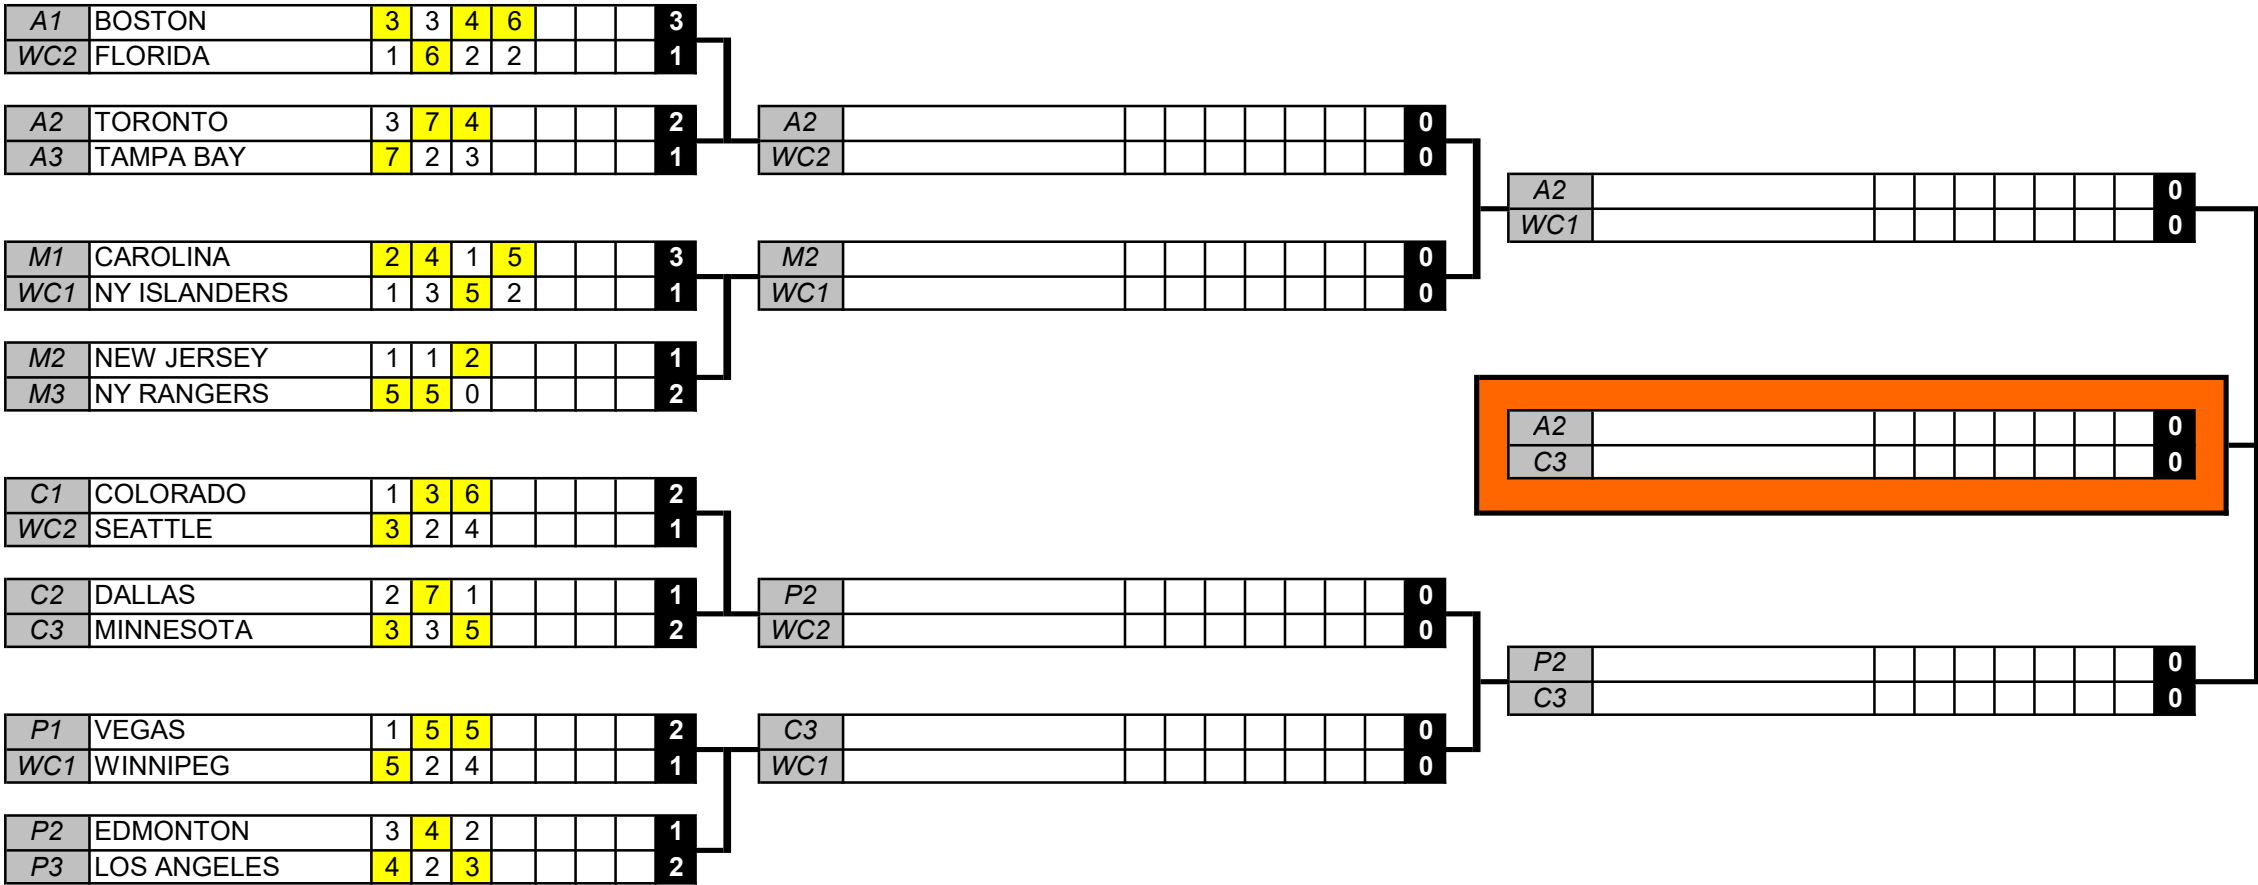 A1 BOSTON 3 3 4 6 3
WC2 FLORIDA 1 6 2 2 1
A2 TORONTO 3 7 4 2
A3 TAMPA BAY 7 2 3 1
A2 0
WC2 0
M1 CAROLINA 2 4 1 5 3
WC1 NY ISLANDERS 1 3 5 2 1
M2 0
WC1 0
M2 NEW JERSEY 1 1 2 1
M3 NY RANGERS 5 5 0 2
A2 0
WC1 0
A2 0
C3 0
C1 COLORADO 1 3 6 2
WC2 SEATTLE 3 2 4 1
C2 DALLAS 2 7 1 1
C3 MINNESOTA 3 3 5 2
P2 0
WC2 0
P1 VEGAS 1 5 5 2
WC1 WINNIPEG 5 2 4 1
C3 0
WC1 0
P2 0
C3 0
P2 EDMONTON 3 4 2 1
P3 LOS ANGELES 4 2 3 2